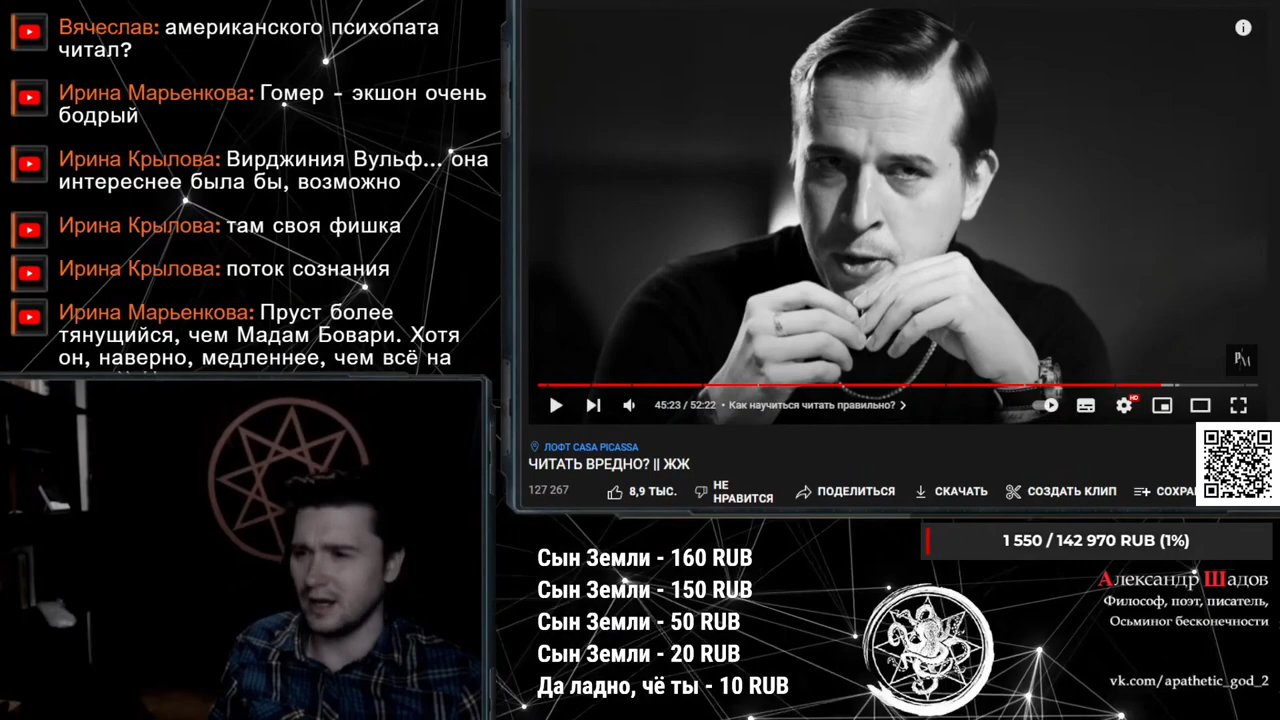 Вячеслав: американского психопата
читал?
Ирина Марьенкова: Гомер - экшон очень
бодрый
Ирина Крылова: Вирджиния Вульф... она
интереснее была бы, возможно
Ирина Крылова: там своя фишка
Ирина Крылова: поток сознания
Ирина Марьенкова: Пруст более
тянущийся, чем Мадам Бовари. Хотя
он, наверно, медленнее, чем всё на
45:23 / 52:22 • Как научиться читать правильно?
HD
ЛОФТ CASA PICASSA
ЧИТАТЬ ВРЕДНО? || ЖЖ
127 267
8,9 ТЫС.
НЕ
НРАВИТСЯ
ПОДЕЛИТЬСЯ
СКАЧАТЬ
СОЗДАТЬ КЛИП
СОХРА
Сын Земли - 160 RUB
Сын Земли - 150 RUB
Сын Земли - 50 RUB
Сын Земли - 20 RUB
Да ладно, чё ты - 10 RUB
1 550 / 142 970 RUB (1%)
Александр Шадов
Философ, поэт, писатель,
Осьминог бесконечности
vk.com/apathetic_god_2